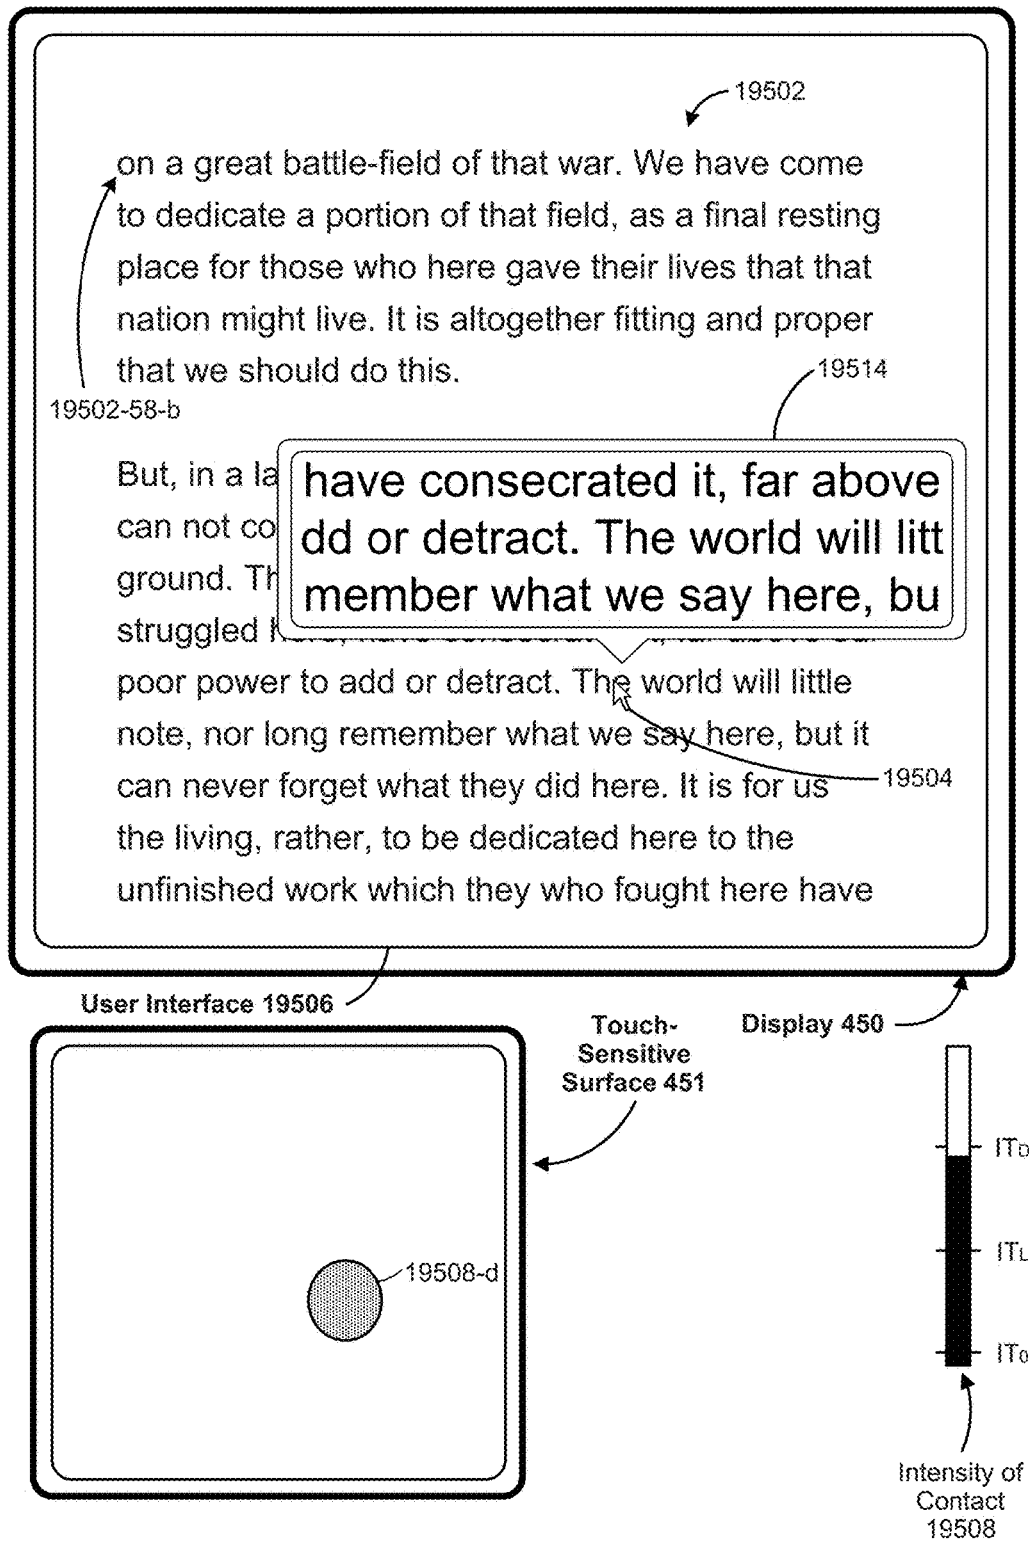 19502
on a great battle-field of that war. We have come
to dedicate a portion of that field, as a final resting
place for those who here gave their lives that that
nation might live. It is altogether fitting and proper
that we should do this.
19514
19502-58-b
But, in a la
have consecrated it, far above
can not co
dd or detract. The world will litt
ground. Th
member what we say here, bu
struggled
poor power to add or detract. The world will little
note, nor long remember what we say here, but it
19504
can never forget what they did here. It is for us
the living, rather, to be dedicated here to the
unfinished work which they who fought here have
User Interface 19506
Display 450
Touch-
Sensitive
Surface 451
ITD
ITL
19508-d
IT0
Intensity of
Contact
19508